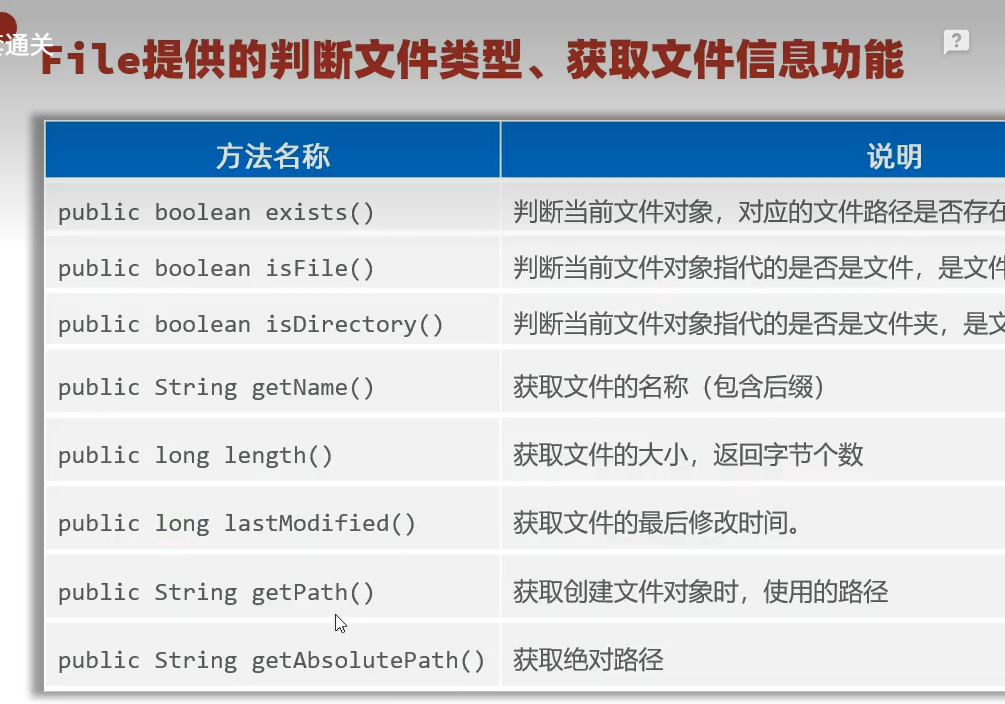 套通关
File提供的判断文件类型、获取文件信息功能
?
方法名称 说明
public boolean exists() 判断当前文件对象，对应的文件路径是否存在
public boolean isFile() 判断当前文件对象指代的是否是文件，是文件
public boolean isDirectory() 判断当前文件对象指代的是否是文件夹，是文
public String getName() 获取文件的名称（包含后缀）
public long length() 获取文件的大小，返回字节个数
public long lastModified() 获取文件的最后修改时间。
public String getPath() 获取创建文件对象时，使用的路径
public String getAbsolutePath() 获取绝对路径